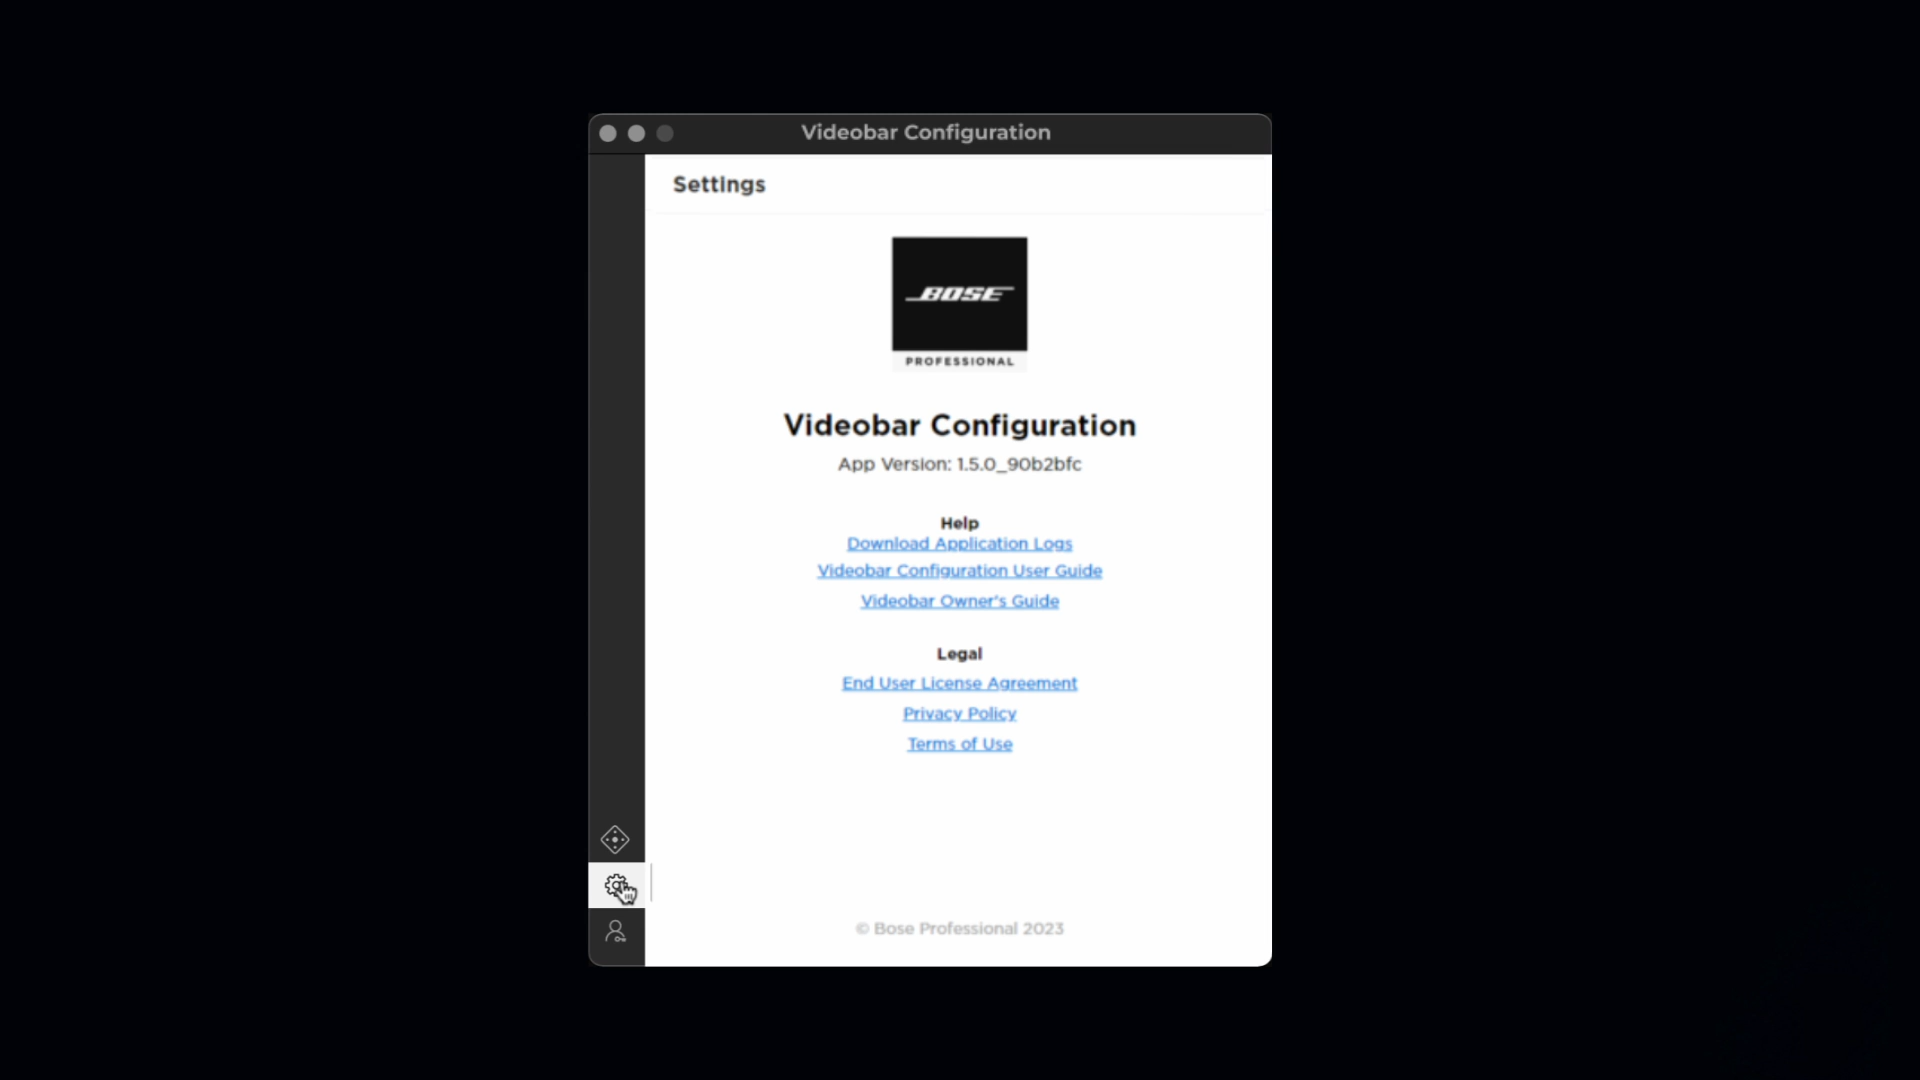 Videobar Configuration
Settings
BOSE
PROFESSIONAL
Videobar Configuration
App Version: 1.5.0_90b2bfc
Help
Download Application Logs
Videobar Configuration User Guide
Videobar Owner's Guide
Legal
End User License Agreement
Privacy Policy
Terms of Use
© Bose Professional 2023